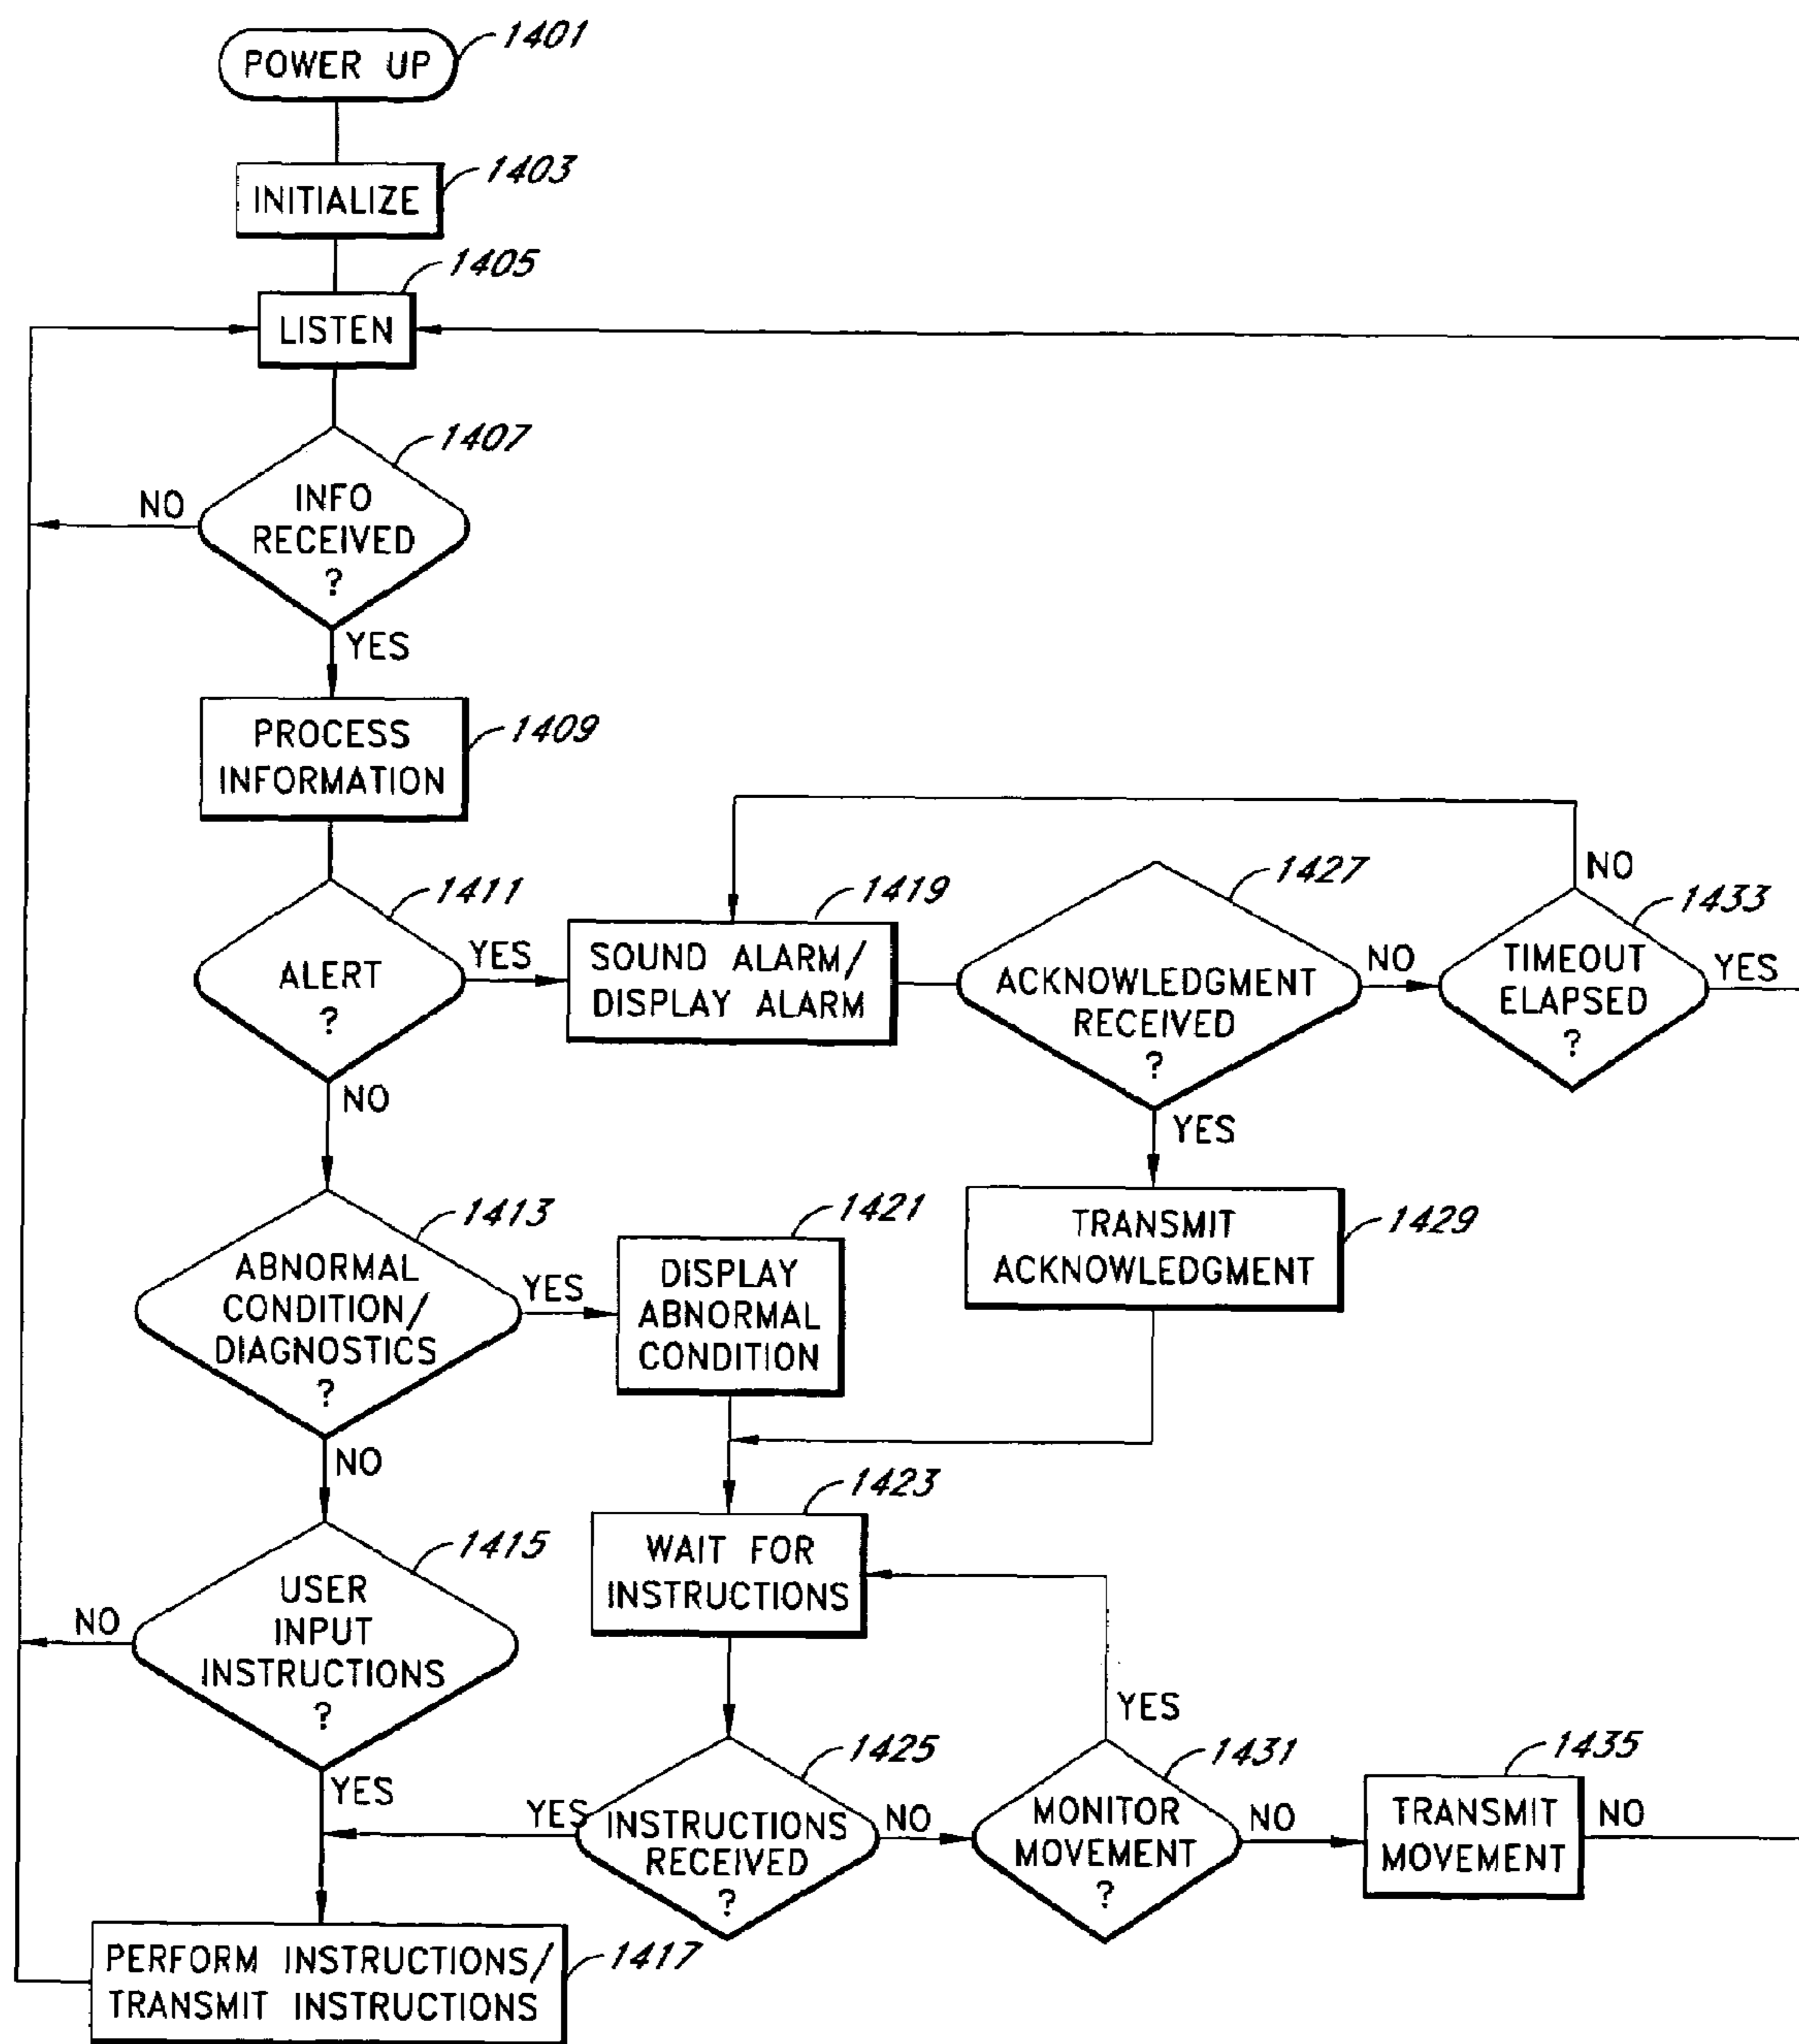 POWER UP
1401
INITIALIZE
1403
LISTEN
1405
INFO
RECEIVED
?
1407
NO
YES
PROCESS
INFORMATION
1409
ALERT
?
1411
YES
NO
SOUND ALARM/
DISPLAY ALARM
1419
ACKNOWLEDGMENT
RECEIVED
?
1427
NO
YES
TIMEOUT
ELAPSED
?
1433
NO
YES
TRANSMIT
ACKNOWLEDGMENT
1429
ABNORMAL
CONDITION/
DIAGNOSTICS
?
1413
YES
NO
DISPLAY
ABNORMAL
CONDITION
1421
WAIT FOR
INSTRUCTIONS
1423
USER
INPUT
INSTRUCTIONS
?
1415
NO
YES
INSTRUCTIONS
RECEIVED
?
1425
YES
NO
MONITOR
MOVEMENT
?
1431
YES
NO
TRANSMIT
MOVEMENT
1435
NO
PERFORM INSTRUCTIONS/
TRANSMIT INSTRUCTIONS
1417